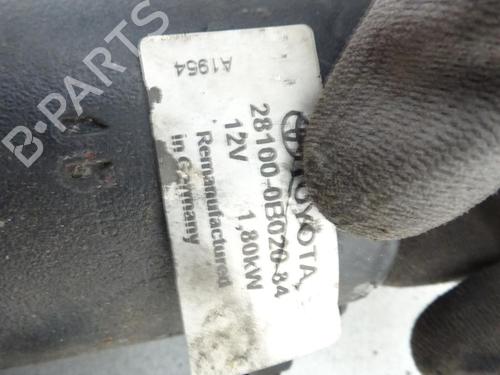 TOYOTA
28100-0B020-84
12V 1,80kW
Remanufactured
in Germany
A1954
B-PARTS